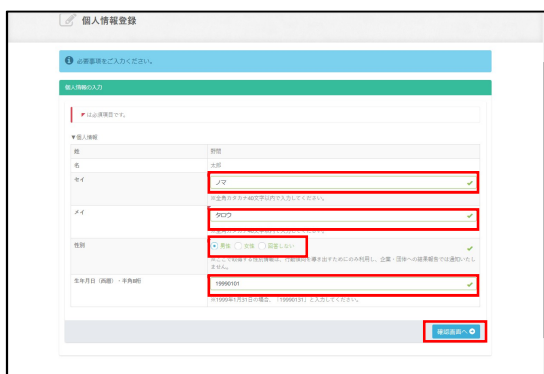 個人情報登録
必要事項をご入力ください。
個人情報の入力
は必須項目です。
▼個人情報
姓
野間
名
太郎
セイ
ノマ
※全角カタカナ40文字以内で入力してください。
メイ
タロウ
性別
男性 女性 回答しない
生年月日(西暦)・半角8桁
19990101
※1999年1月31日の場合、「19990131」と入力してください。
確認画面へ